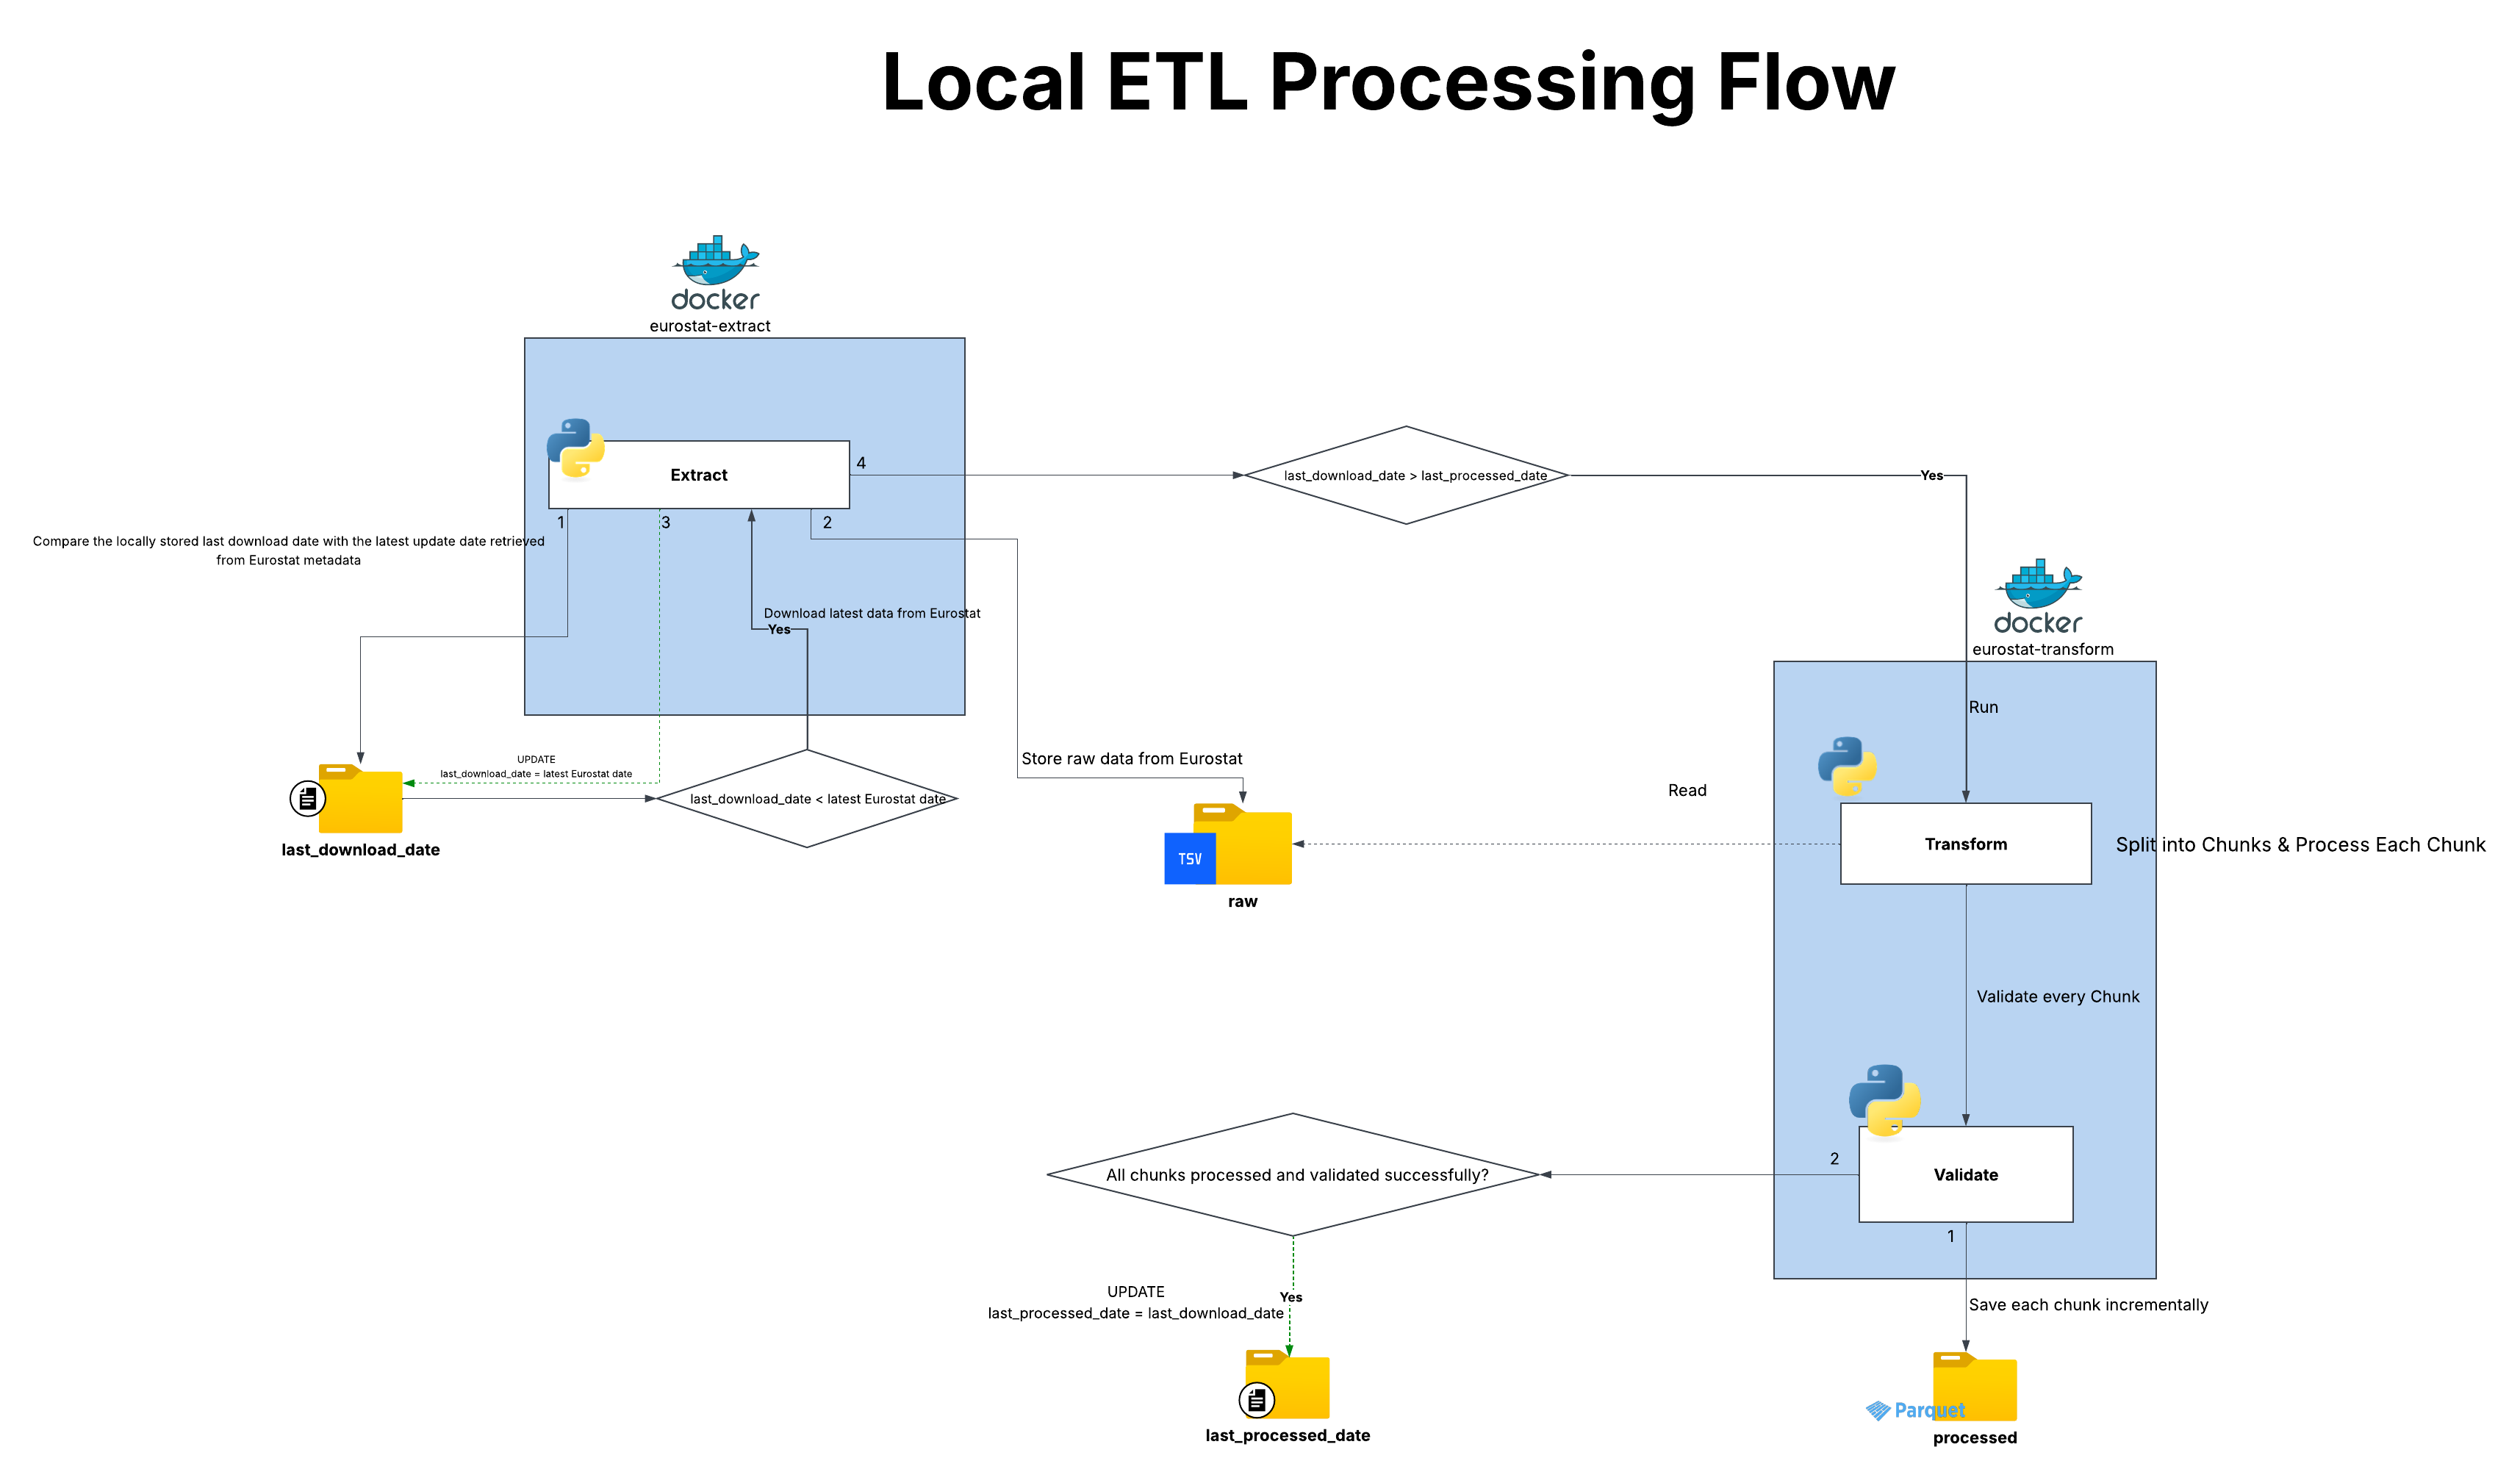 Local ETL Processing Flow
docker
eurostat-extract
Extract
4
last_download_date > last_processed_date
Yes
1
3
2
Compare the locally stored last download date with the latest update date retrieved
from Eurostat metadata
Download latest data from Eurostat
Yes
docker
eurostat-transform
Run
UPDATE
last_download_date = latest Eurostat date
last_download_date < latest Eurostat date
last_download_date
Store raw data from Eurostat
TSV
raw
Read
Transform
Split into Chunks & Process Each Chunk
Validate every Chunk
Validate
2
1
All chunks processed and validated successfully?
Yes
UPDATE
last_processed_date = last_download_date
last_processed_date
Save each chunk incrementally
Parquet
processed